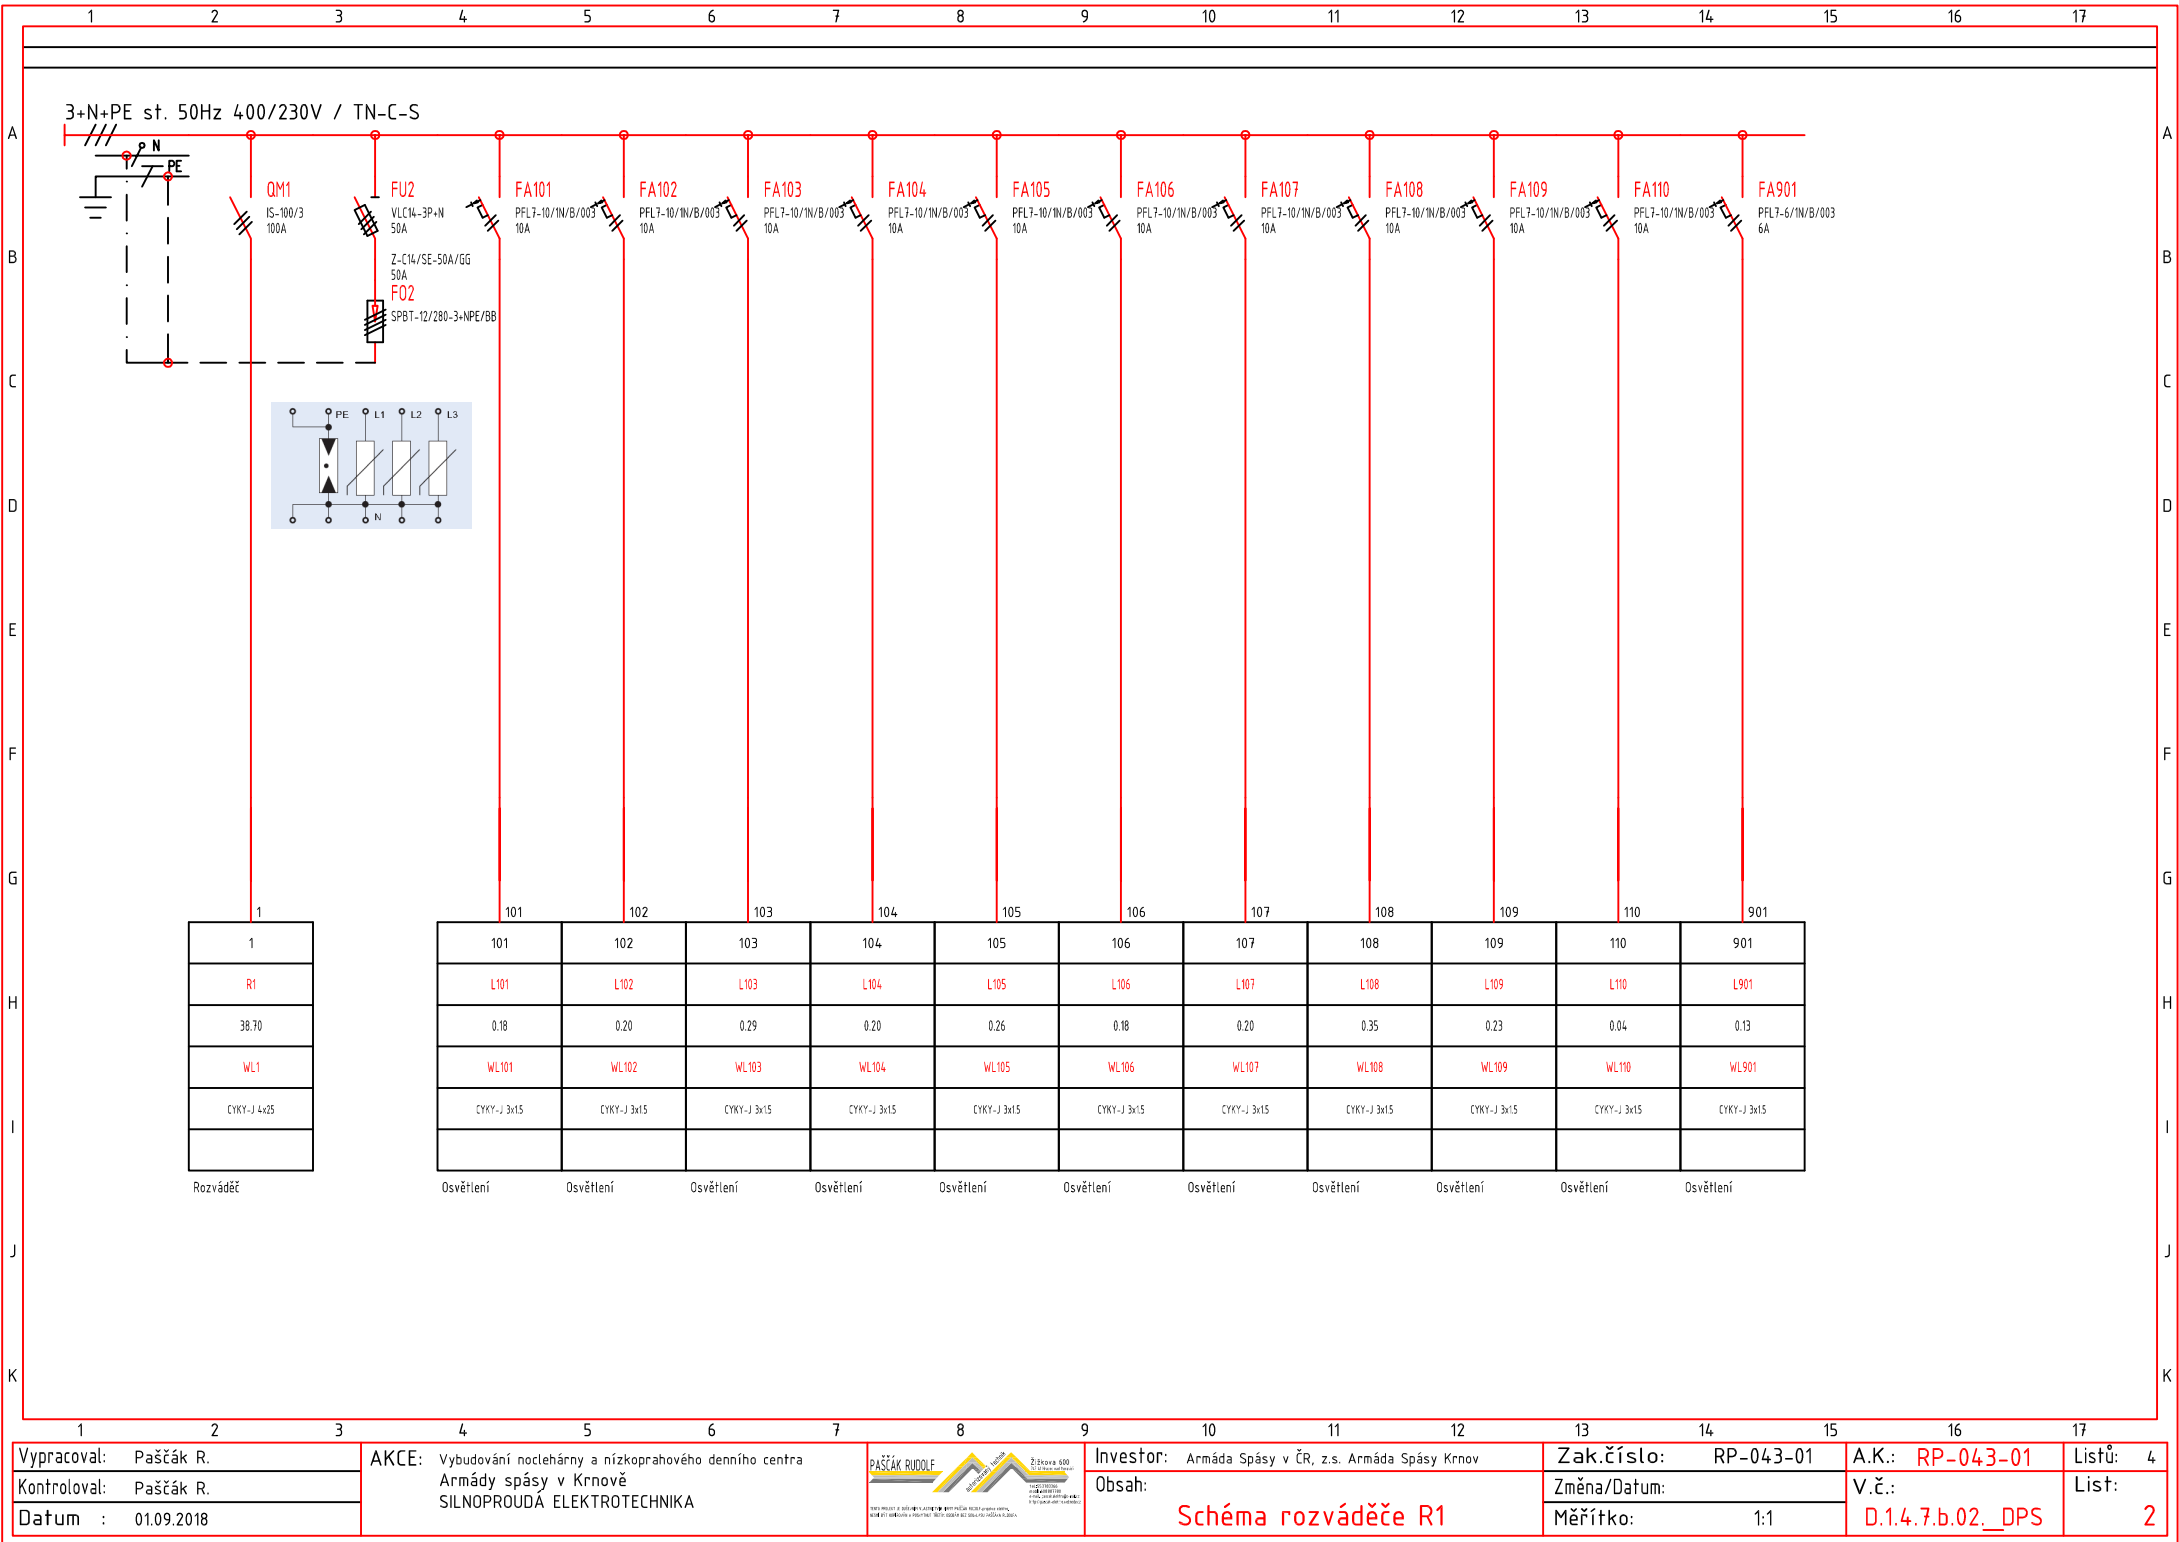 1 2 3 4 5 6 7 8 9 10 11 12 13 14 15 16 17
3+N+PE st. 50Hz 400/230V / TN-C-S
A A
N
PE
QM1 FU2 FA101 FA102 FA103 FA104 FA105 FA106 FA107 FA108 FA109 FA110 FA901
IS-100/3 VLC14-3P+N PFL7-10/1N/B/003 PFL7-10/1N/B/003 PFL7-10/1N/B/003 PFL7-10/1N/B/003 PFL7-10/1N/B/003 PFL7-10/1N/B/003 PFL7-10/1N/B/003 PFL7-10/1N/B/003 PFL7-10/1N/B/003 PFL7-10/1N/B/003 PFL7-6/1N/B/003
100A 50A 10A 10A 10A 10A 10A 10A 10A 10A 10A 10A 6A
B B
Z-C14/SE-50A/GG
50A
FO2
SPBT-12/280-3+NPE/BB
C C
PE L1 L2 L3
D D
N
E E
F F
G G
1 101 102 103 104 105 106 107 108 109 110 901
1 101 102 103 104 105 106 107 108 109 110 901
R1 L101 L102 L103 L104 L105 L106 L107 L108 L109 L110 L901
H H
38.70 0.18 0.20 0.29 0.20 0.26 0.18 0.20 0.35 0.23 0.04 0.13
WL1 WL101 WL102 WL103 WL104 WL105 WL106 WL107 WL108 WL109 WL110 WL901
CYKY-J 4x25 CYKY-J 3x1.5 CYKY-J 3x1.5 CYKY-J 3x1.5 CYKY-J 3x1.5 CYKY-J 3x1.5 CYKY-J 3x1.5 CYKY-J 3x1.5 CYKY-J 3x1.5 CYKY-J 3x1.5 CYKY-J 3x1.5 CYKY-J 3x1.5
I I
Rozváděč Osvětlení Osvětlení Osvětlení Osvětlení Osvětlení Osvětlení Osvětlení Osvětlení Osvětlení Osvětlení Osvětlení
J J
K K
1 2 3 4 5 6 7 8 9 10 11 12 13 14 15 16 17
Vypracoval: Paščák R.
Kontroloval: Paščák R.
Datum : 01.09.2018
AKCE: Vybudování noclehárny a nízkoprahového denního centra
Armády spásy v Krnově
SILNOPROUDÁ ELEKTROTECHNIKA
PAŠČÁK RUDOLF
autorizovaný technik
Žižkova 600
Investor: Armáda Spásy v ČR, z.s. Armáda Spásy Krnov
Obsah:
Schéma rozváděče R1
Zak.číslo: RP-043-01
Změna/Datum:
Měřítko: 1:1
A.K.: RP-043-01
V.č.:
D.1.4.7.b.02._DPS
Listů: 4
List:
2